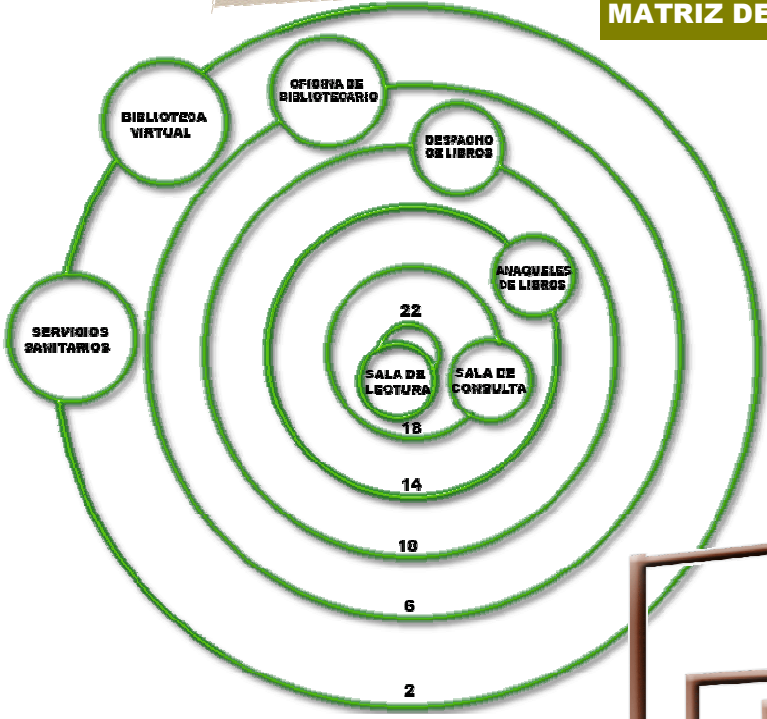 MATRIZ DE
OFICINA DE
BIBLIOTECARIO
BIBLIOTECA
VIRTUAL
DESPACHO
DE LIBROS
ANAQUELES
DE LIBROS
22
SERVICIOS
SANITARIOS
SALA DE
LECTURA
SALA DE
CONSULTA
18
14
10
6
2